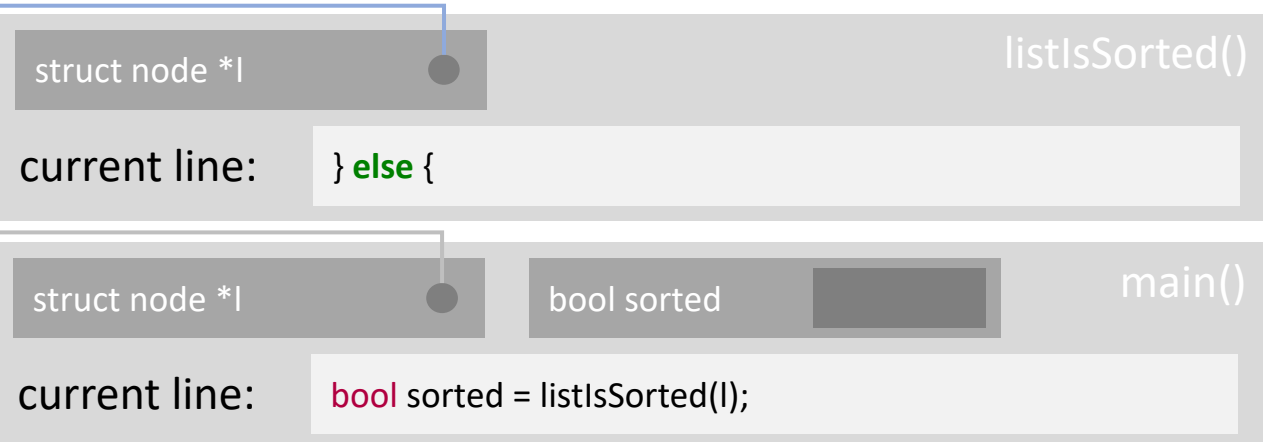 listIsSorted()
struct node *l
current line: } else {
main()
struct node *l bool sorted
current line: bool sorted = listIsSorted(l);